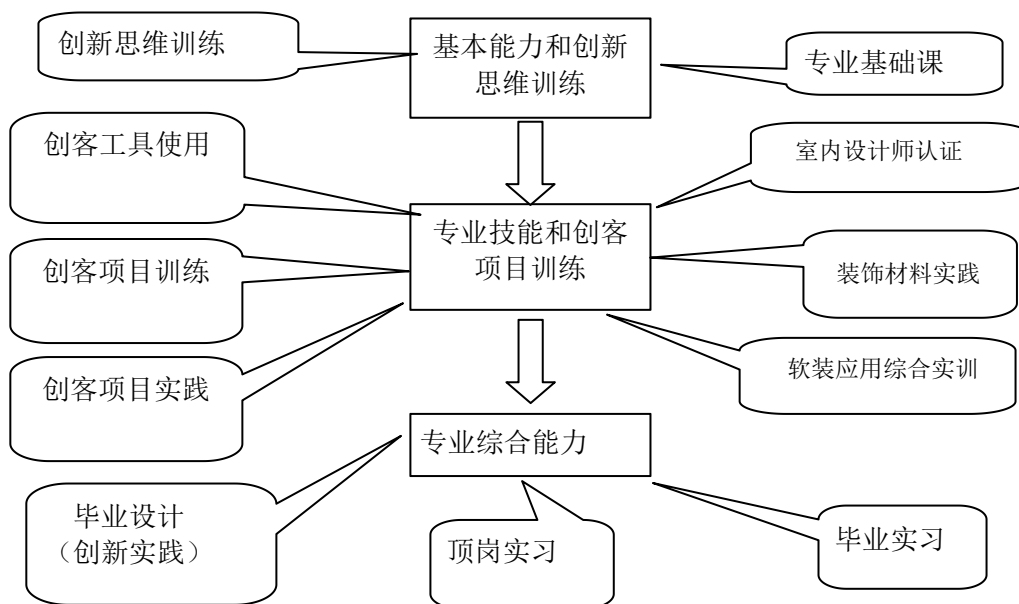 创新思维训练
基本能力和创新
思维训练
专业基础课
创客工具使用
室内设计师认证
专业技能和创客
项目训练
创客项目训练
装饰材料实践
创客项目实践
软装应用综合实训
专业综合能力
毕业设计
（创新实践）
顶岗实习
毕业实习